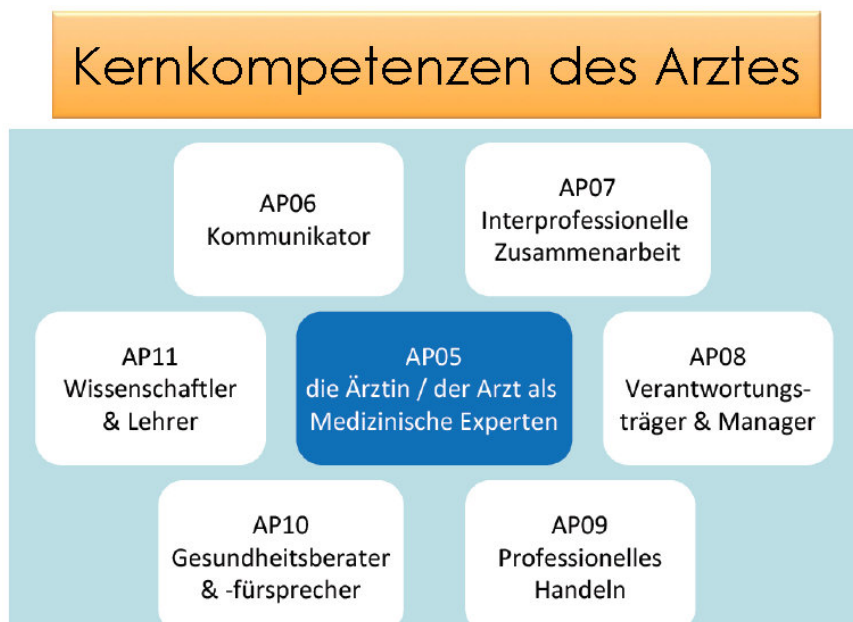 Kernkompetenzen des Arztes
AP06
Kommunikator
AP07
Interprofessionelle
Zusammenarbeit
AP11
Wissenschaftler
& Lehrer
AP05
die Ärztin / der Arzt als
Medizinische Experten
AP08
Verantwortungs-
träger & Manager
AP10
Gesundheitsberater
& -fürsprecher
AP09
Professionelles
Handeln